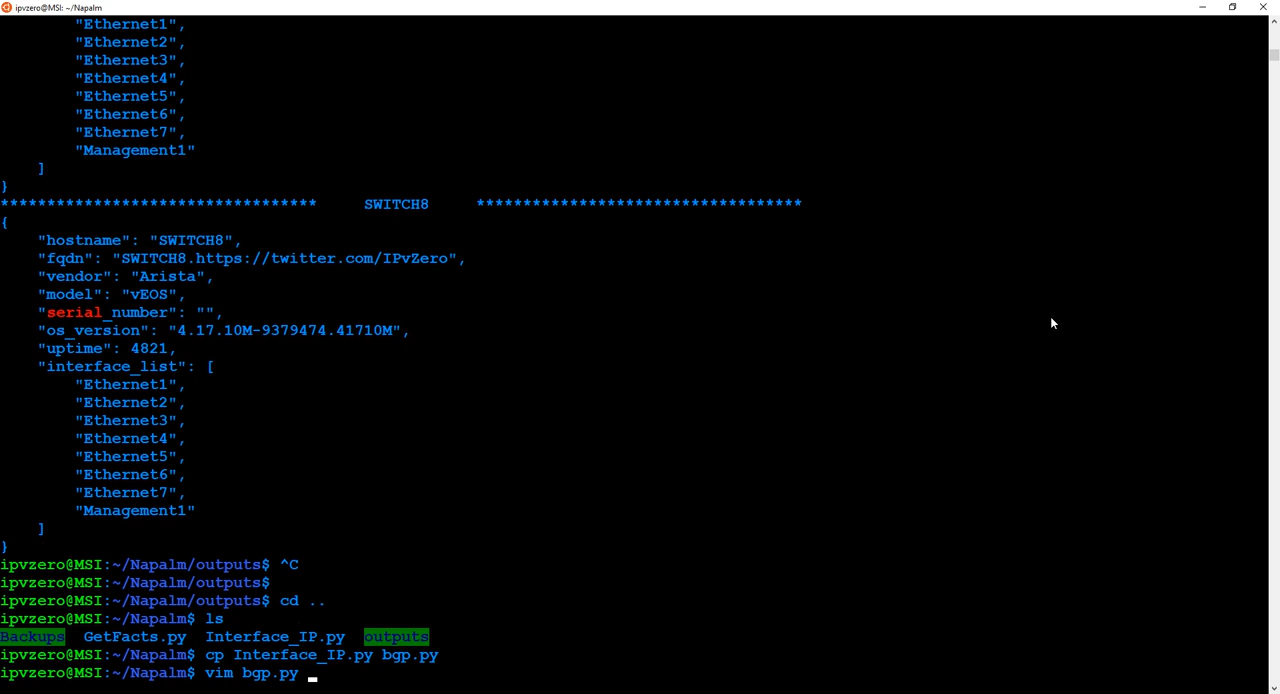 ipvzero@MSI: ~/Napalm
"Ethernet1",
"Ethernet2",
"Ethernet3",
"Ethernet4",
"Ethernet5",
"Ethernet6",
"Ethernet7",
"Management1"
]
}
********************************** SWITCH8 ***********************************
{
"hostname": "SWITCH8",
"fqdn": "SWITCH8.https://twitter.com/IPvZero",
"vendor": "Arista",
"model": "vEOS",
"serial_number": "",
"os_version": "4.17.10M-9379474.41710M",
"uptime": 4821,
"interface_list": [
"Ethernet1",
"Ethernet2",
"Ethernet3",
"Ethernet4",
"Ethernet5",
"Ethernet6",
"Ethernet7",
"Management1"
]
}
ipvzero@MSI:~/Napalm/outputs$ ^C
ipvzero@MSI:~/Napalm/outputs$
ipvzero@MSI:~/Napalm/outputs$ cd ..
ipvzero@MSI:~/Napalm$ ls
Backups GetFacts.py Interface_IP.py outputs
ipvzero@MSI:~/Napalm$ cp Interface_IP.py bgp.py
ipvzero@MSI:~/Napalm$ vim bgp.py